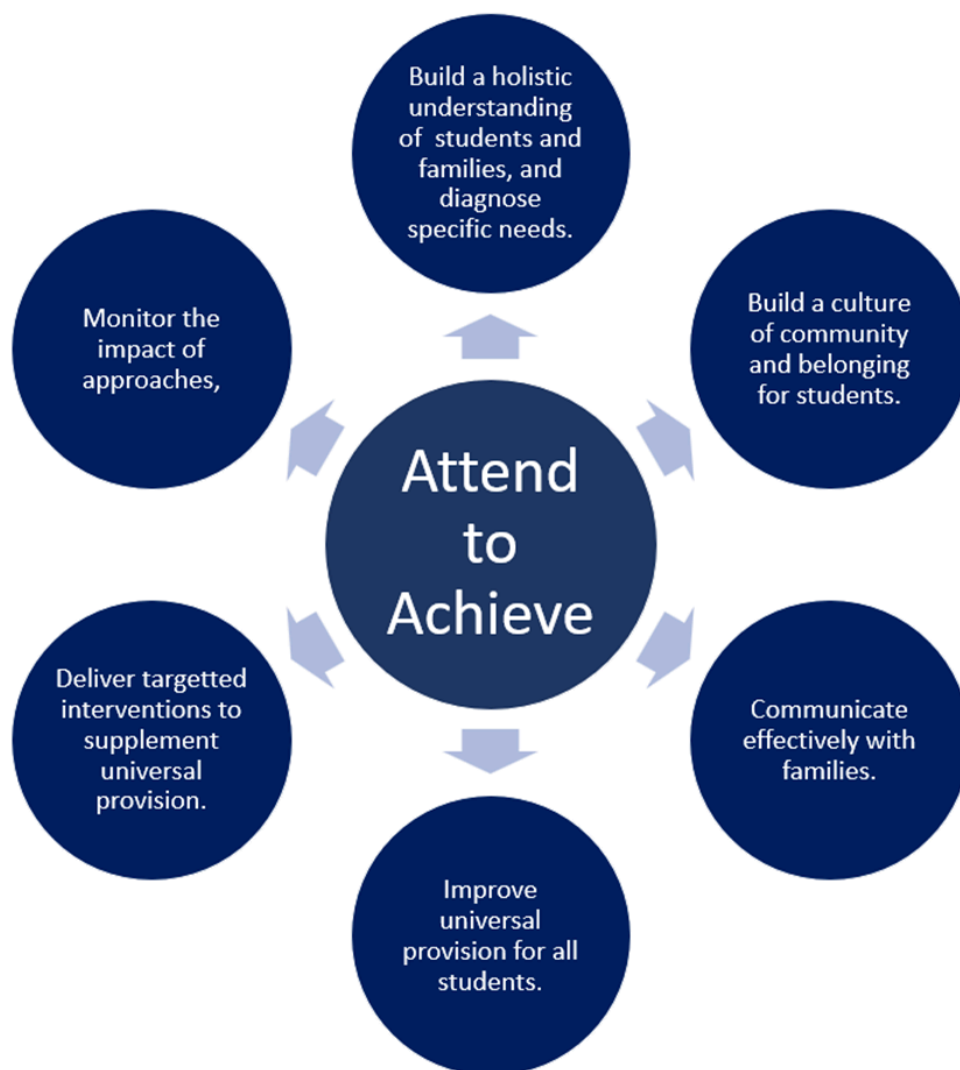 Build a holistic
understanding
of students and
families, and
diagnose
specific needs.
Build a culture
of community
and belonging
for students.
Communicate
effectively with
families.
Improve
universal
provision for all
students.
Deliver targetted
interventions to
supplement
universal
provision.
Monitor the
impact of
approaches,
Attend
to
Achieve